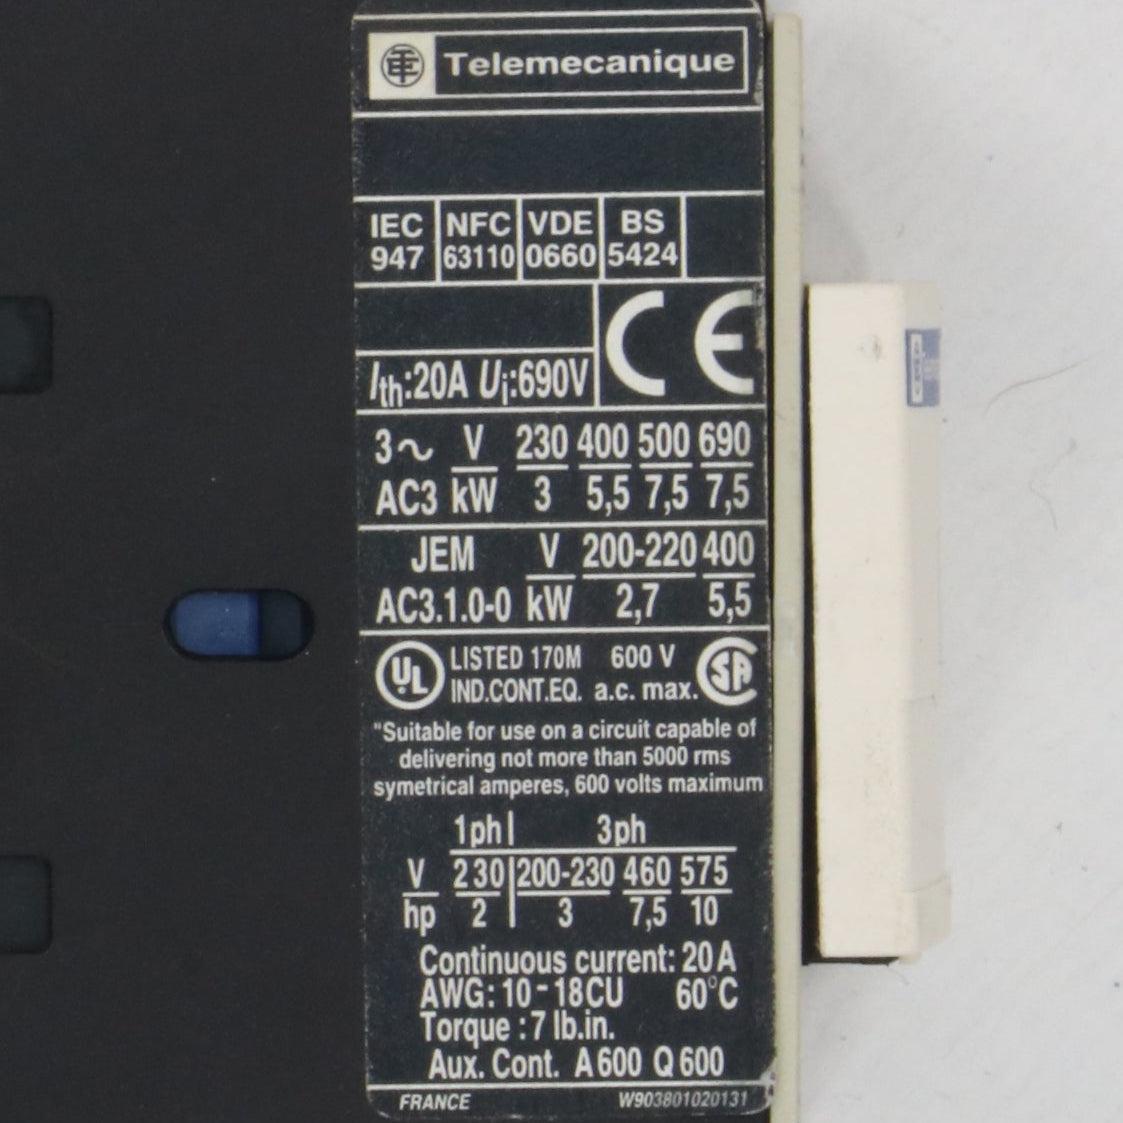 Telemecanique
IEC 947 NFC 63110 VDE 0660 BS 5424
CE
Ith:20A Ui:690V
3~ V 230 400 500 690
AC3 kW 3 5,5 7,5 7,5
JEM V 200-220 400
AC3.1.0-0 kW 2,7 5,5
UL LISTED 170M 600 V SA
IND.CONT.EQ. a.c. max.
"Suitable for use on a circuit capable of
delivering not more than 5000 rms
symetrical amperes, 600 volts maximum
1ph 3ph
V 230 200-230 460 575
hp 2 3 7,5 10
Continuous current: 20 A
AWG: 10-18CU 60°C
Torque : 7 lb.in.
Aux. Cont. A600 Q600
FRANCE W903801020131